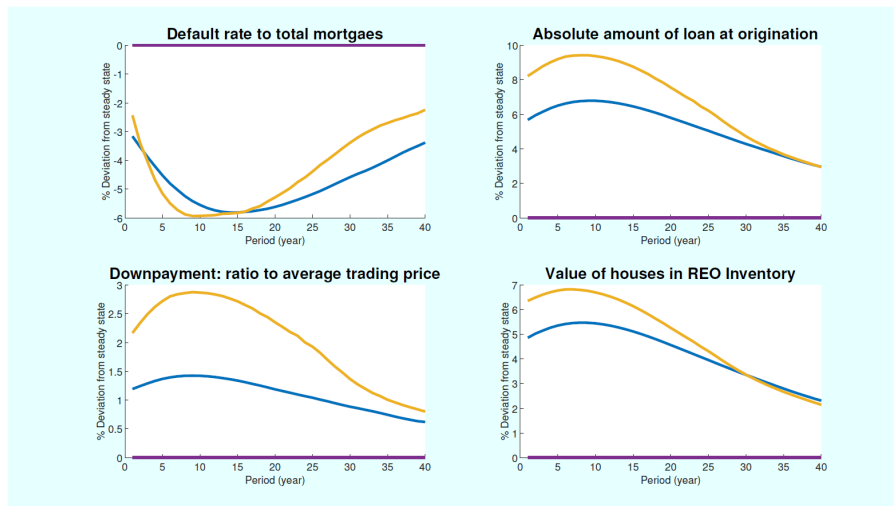 Default rate to total mortgaes
% Deviation from steady state
0
-1
-2
-3
-4
-5
-6
0 5 10 15 20 25 30 35 40
Period (year)
Absolute amount of loan at origination
% Deviation from steady state
10
8
6
4
2
0
0 5 10 15 20 25 30 35 40
Period (year)
Downpayment: ratio to average trading price
% Deviation from steady state
3
2.5
2
1.5
1
0.5
0
0 5 10 15 20 25 30 35 40
Period (year)
Value of houses in REO Inventory
% Deviation from steady state
7
6
5
4
3
2
1
0
0 5 10 15 20 25 30 35 40
Period (year)